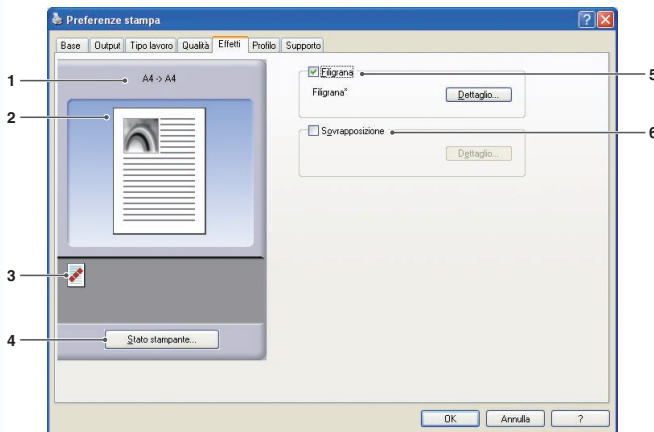 Preferenze stampa
Base Output Tipo lavoro Qualità Effetti Profilo Supporto
1
A4 -> A4
2
3
4
Stato stampante...
Filigrana
5
Filigrana*
Dettaglio...
Sovrapposizione
6
Dettaglio...
OK Annulla ?